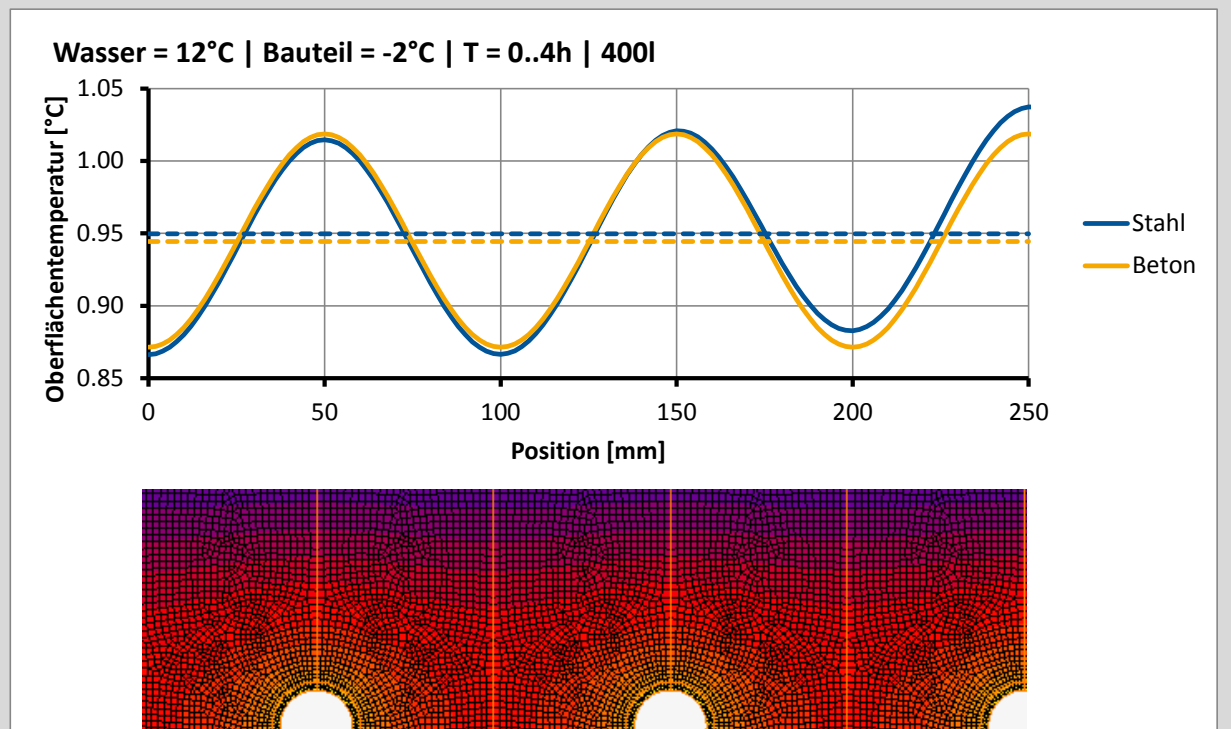 Wasser = 12°C | Bauteil = -2°C | T = 0..4h | 400l
Oberflächentemperatur [°C]
1.05
1.00
0.95
0.90
0.85
0 50 100 150 200 250
Position [mm]
Stahl
Beton